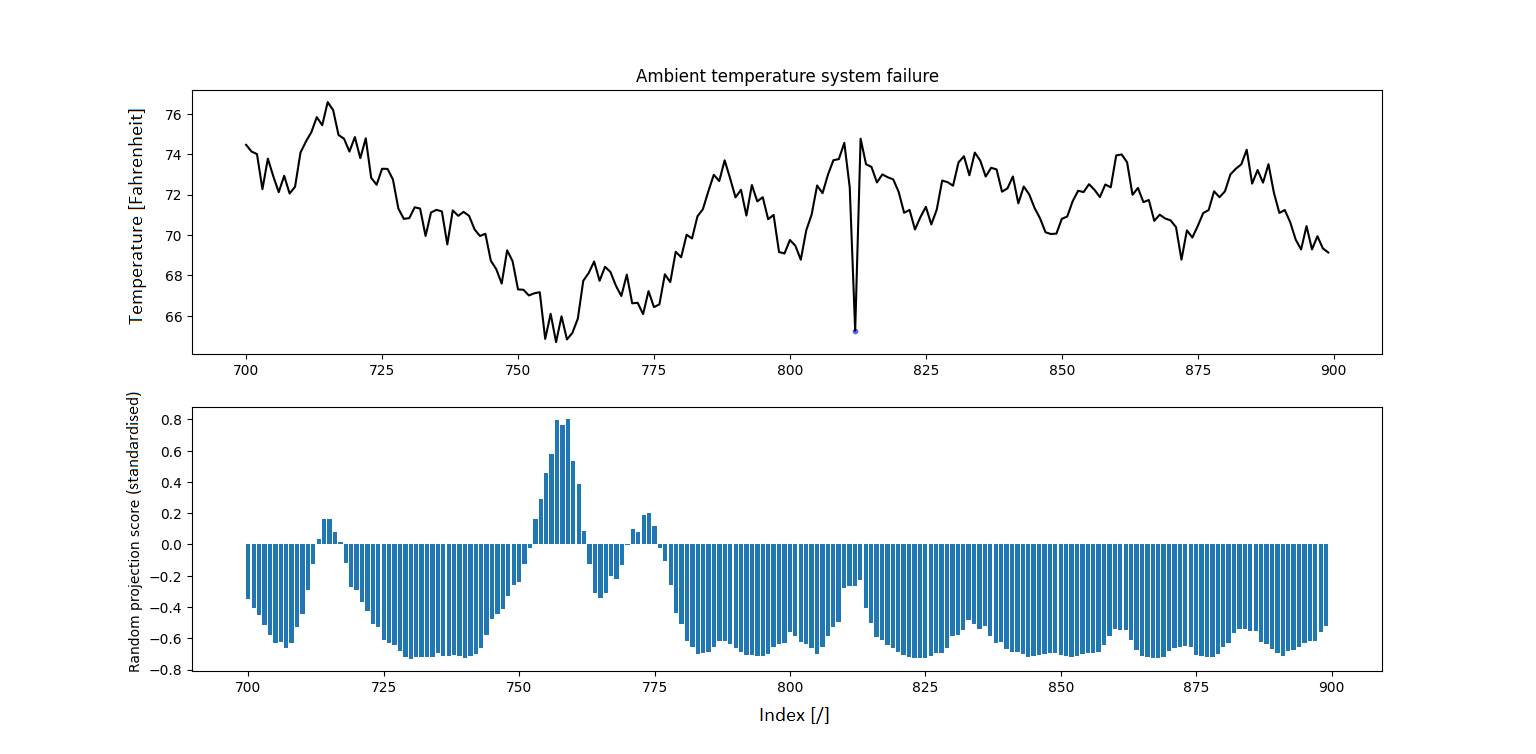 Ambient temperature system failure
Temperature [Fahrenheit]
76
74
72
70
68
66
700 725 750 775 800 825 850 875 900
Random projection score (standardised)
0.8
0.6
0.4
0.2
0.0
−0.2
−0.4
−0.6
−0.8
700 725 750 775 800 825 850 875 900
Index [/]